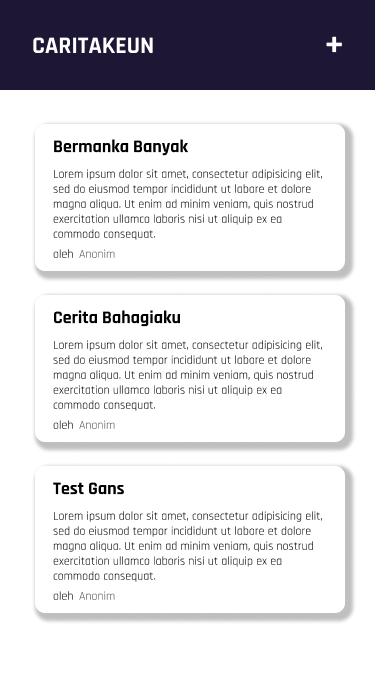 CARITAKEUN
+
Bermanka Banyak
Lorem ipsum dolor sit amet, consectetur adipisicing elit,
sed do eiusmod tempor incididunt ut labore et dolore
magna aliqua. Ut enim ad minim veniam, quis nostrud
exercitation ullamco laboris nisi ut aliquip ex ea
commodo consequat.
oleh Anonim
Cerita Bahagiaku
Lorem ipsum dolor sit amet, consectetur adipisicing elit,
sed do eiusmod tempor incididunt ut labore et dolore
magna aliqua. Ut enim ad minim veniam, quis nostrud
exercitation ullamco laboris nisi ut aliquip ex ea
commodo consequat.
oleh Anonim
Test Gans
Lorem ipsum dolor sit amet, consectetur adipisicing elit,
sed do eiusmod tempor incididunt ut labore et dolore
magna aliqua. Ut enim ad minim veniam, quis nostrud
exercitation ullamco laboris nisi ut aliquip ex ea
commodo consequat.
oleh Anonim